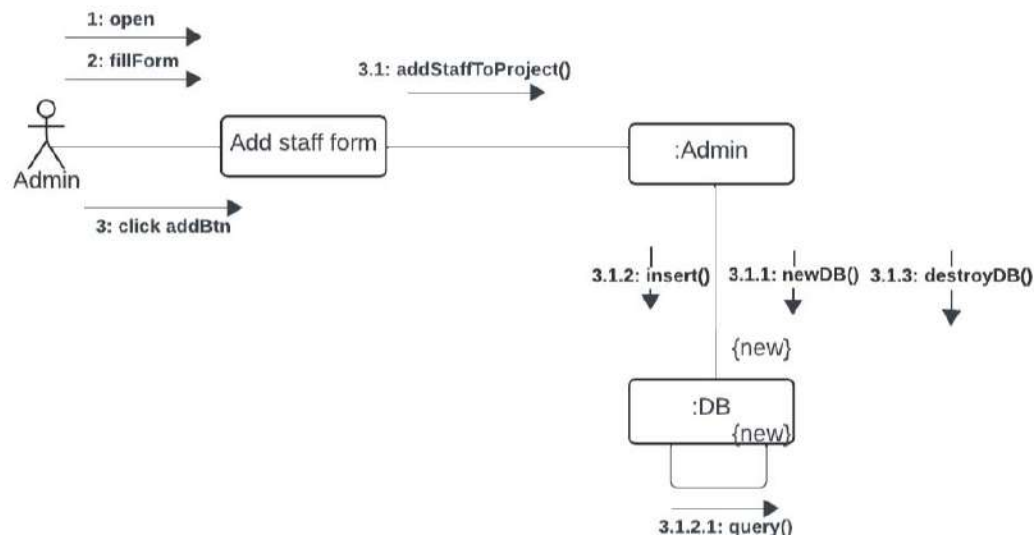 1: open
2: fillForm
3.1: addStaffToProject()
Add staff form
:Admin
Admin
3: click addBtn
3.1.2: insert()
3.1.1: newDB()
3.1.3: destroyDB()
{new}
:DB
{new}
3.1.2.1: query()